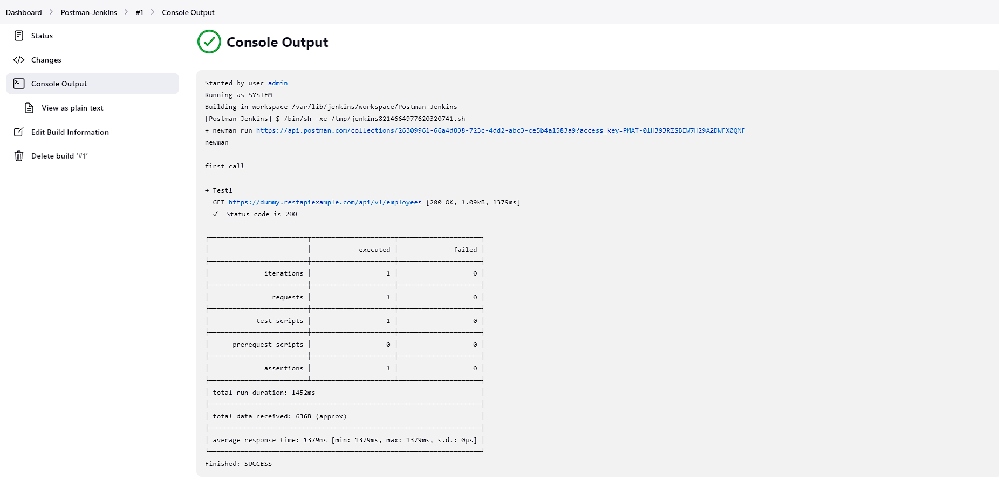 Dashboard > Postman-Jenkins > #1 > Console Output
Status
Changes
Console Output
View as plain text
Edit Build Information
Delete build ‘#1’
Console Output
Started by user admin
Running as SYSTEM
Building in workspace /var/lib/jenkins/workspace/Postman-Jenkins
[Postman-Jenkins] $ /bin/sh -xe /tmp/jenkins8214664977620320741.sh
+ newman run https://api.postman.com/collections/26309961-66a4d838-723c-4dd2-abc3-ce5b4a1583a9?access_key=PMAT-01H393RZSBEW7H29A2DWFX0QNF
newman
first call
→ Test1
GET https://dummy.restapiexample.com/api/v1/employees [200 OK, 1.09kB, 1379ms]
✓ Status code is 200
executed failed
iterations 1 0
requests 1 0
test-scripts 1 0
prerequest-scripts 0 0
assertions 1 0
total run duration: 1452ms
total data received: 636B (approx)
average response time: 1379ms [min: 1379ms, max: 1379ms, s.d.: 0µs]
Finished: SUCCESS